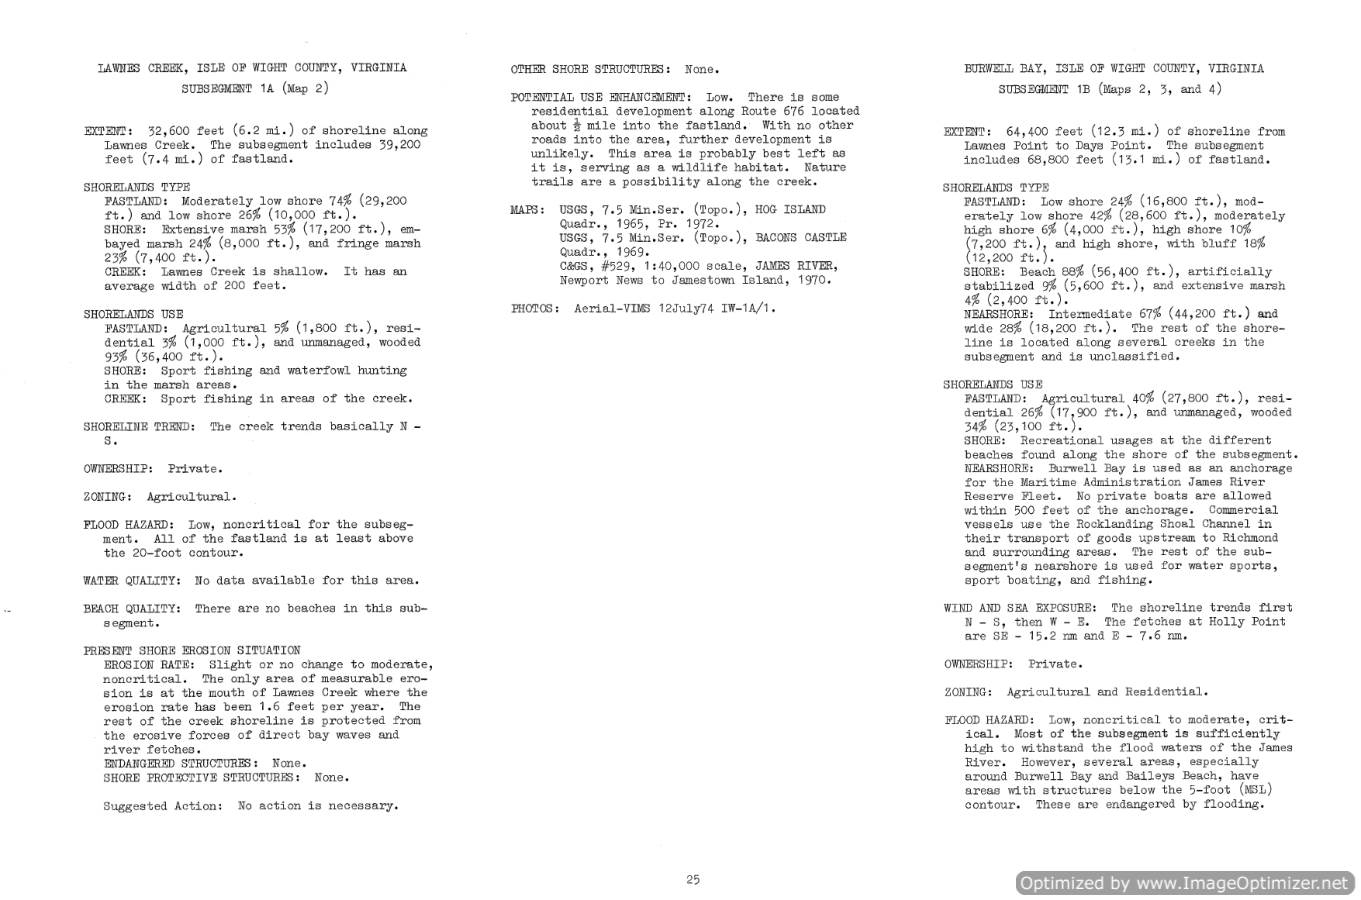 LAWNES CREEK, ISLE OF WIGHT COUNTY, VIRGINIA
SUBSEGMENT 1A (Map 2)
EXTENT: 32,600 feet (6.2 mi.) of shoreline along
Lawnes Creek. The subsegment includes 39,200
feet (7.4 mi.) of fastland.
SHORELANDS TYPE
FASTLAND: Moderately low shore 74% (29,200
ft.) and low shore 26% (10,000 ft.).
SHORE: Extensive marsh 53% (17,200 ft.), em-
bayed marsh 24% (8,000 ft.), and fringe marsh
23% (7,400 ft.).
CREEK: Lawnes Creek is shallow. It has an
average width of 200 feet.
SHORELANDS USE
FASTLAND: Agricultural 5% (1,800 ft.), resi-
dential 3% (1,000 ft.), and unmanaged, wooded
93% (36,400 ft.).
SHORE: Sport fishing and waterfowl hunting
in the marsh areas.
CREEK: Sport fishing in areas of the creek.
SHORELINE TREND: The creek trends basically N -
S.
OWNERSHIP: Private.
ZONING: Agricultural.
FLOOD HAZARD: Low, noncritical for the subseg-
ment. All of the fastland is at least above
the 20-foot contour.
WATER QUALITY: No data available for this area.
BEACH QUALITY: There are no beaches in this sub-
segment.
PRESENT SHORE EROSION SITUATION
EROSION RATE: Slight or no change to moderate,
noncritical. The only area of measurable ero-
sion is at the mouth of Lawnes Creek where the
erosion rate has been 1.6 feet per year. The
rest of the creek shoreline is protected from
the erosive forces of direct bay waves and
river fetches.
ENDANGERED STRUCTURES: None.
SHORE PROTECTIVE STRUCTURES: None.
Suggested Action: No action is necessary.
OTHER SHORE STRUCTURES: None.
POTENTIAL USE ENHANCEMENT: Low. There is some
residential development along Route 676 located
about ½ mile into the fastland. With no other
roads into the area, further development is
unlikely. This area is probably best left as
it is, serving as a wildlife habitat. Nature
trails are a possibility along the creek.
MAPS: USGS, 7.5 Min.Ser. (Topo.), HOG ISLAND
Quadr., 1965, Pr. 1972.
USGS, 7.5 Min.Ser. (Topo.), BACONS CASTLE
Quadr., 1969.
C&GS, #529, 1:40,000 scale, JAMES RIVER,
Newport News to Jamestown Island, 1970.
PHOTOS: Aerial-VIMS 12July74 IW-1A/1.
BURWELL BAY, ISLE OF WIGHT COUNTY, VIRGINIA
SUBSEGMENT 1B (Maps 2, 3, and 4)
EXTENT: 64,400 feet (12.3 mi.) of shoreline from
Lawnes Point to Days Point. The subsegment
includes 68,800 feet (13.1 mi.) of fastland.
SHORELANDS TYPE
FASTLAND: Low shore 24% (16,800 ft.), mod-
erately low shore 42% (28,600 ft.), moderately
high shore 6% (4,000 ft.), high shore 10%
(7,200 ft.), and high shore, with bluff 18%
(12,200 ft.).
SHORE: Beach 88% (56,400 ft.), artificially
stabilized 9% (5,600 ft.), and extensive marsh
4% (2,400 ft.).
NEARSHORE: Intermediate 67% (44,200 ft.) and
wide 28% (18,200 ft.). The rest of the shore-
line is located along several creeks in the
subsegment and is unclassified.
SHORELANDS USE
FASTLAND: Agricultural 40% (27,800 ft.), resi-
dential 26% (17,900 ft.), and unmanaged, wooded
34% (23,100 ft.).
SHORE: Recreational usages at the different
beaches found along the shore of the subsegment.
NEARSHORE: Burwell Bay is used as an anchorage
for the Maritime Administration James River
Reserve Fleet. No private boats are allowed
within 500 feet of the anchorage. Commercial
vessels use the Rocklanding Shoal Channel in
their transport of goods upstream to Richmond
and surrounding areas. The rest of the sub-
segment's nearshore is used for water sports,
sport boating, and fishing.
WIND AND SEA EXPOSURE: The shoreline trends first
N - S, then W - E. The fetches at Holly Point
are SE - 15.2 nm and E - 7.6 nm.
OWNERSHIP: Private.
ZONING: Agricultural and Residential.
FLOOD HAZARD: Low, noncritical to moderate, crit-
ical. Most of the subsegment is sufficiently
high to withstand the flood waters of the James
River. However, several areas, especially
around Burwell Bay and Baileys Beach, have
areas with structures below the 5-foot (MSL)
contour. These are endangered by flooding.
25
Optimized by www.ImageOptimizer.net